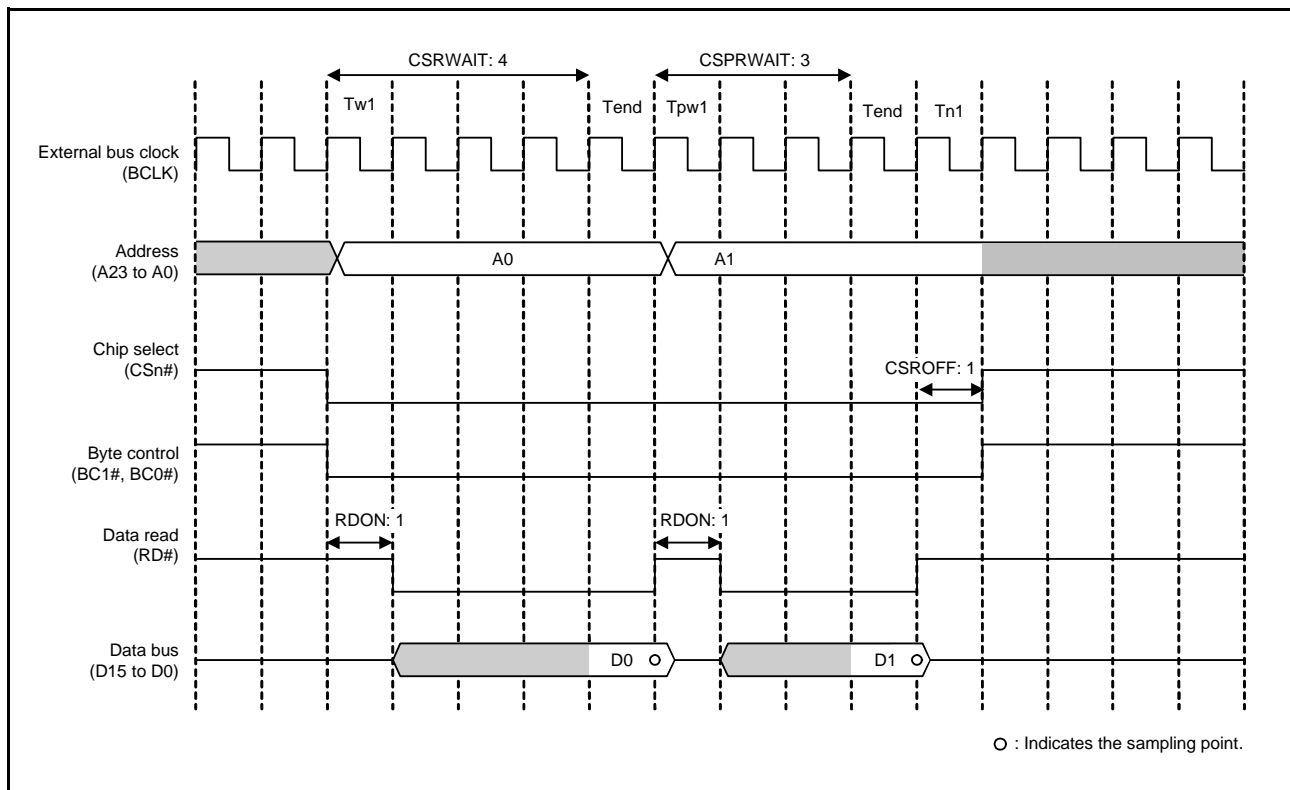 CSRWAIT: 4
CSPRWAIT: 3
Tw1
Tend
Tpw1
Tend
Tn1
External bus clock
(BCLK)
Address
(A23 to A0)
A0
A1
Chip select
(CSn#)
CSROFF: 1
Byte control
(BC1#, BC0#)
Data read
(RD#)
RDON: 1
RDON: 1
Data bus
(D15 to D0)
D0
D1
: Indicates the sampling point.